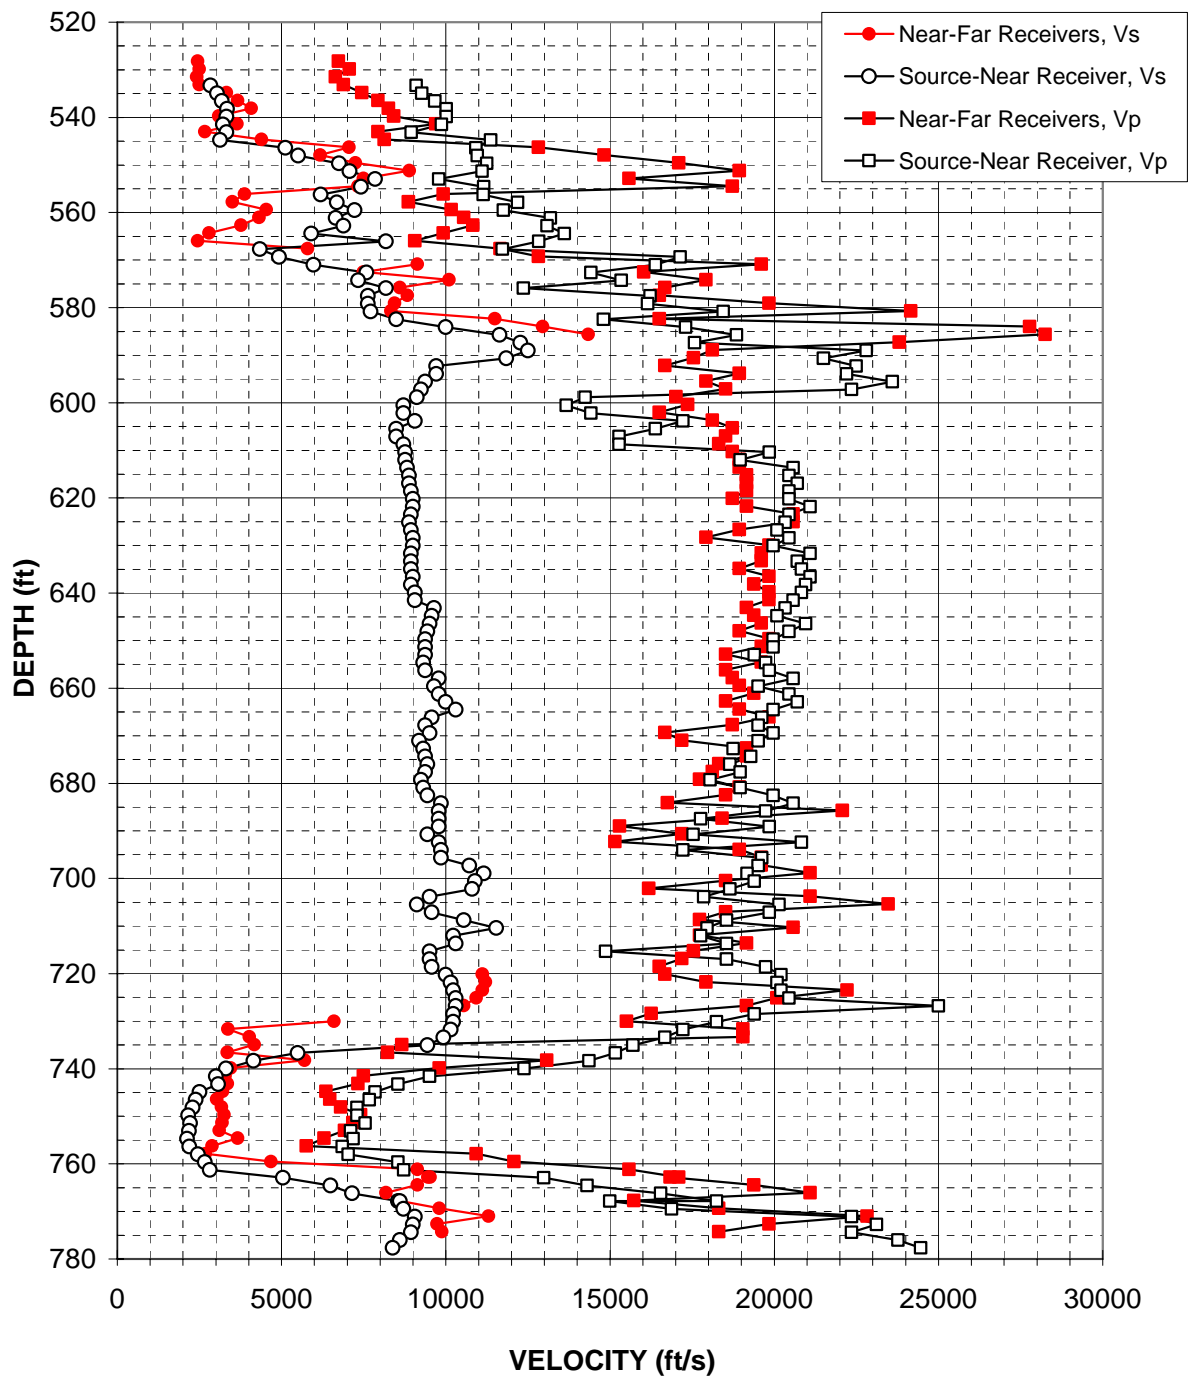 Near-Far Receivers, Vs
Source-Near Receiver, Vs
Near-Far Receivers, Vp
Source-Near Receiver, Vp
DEPTH (ft)
520
540
560
580
600
620
640
660
680
700
720
740
760
780
0 5000 10000 15000 20000 25000 30000
VELOCITY (ft/s)